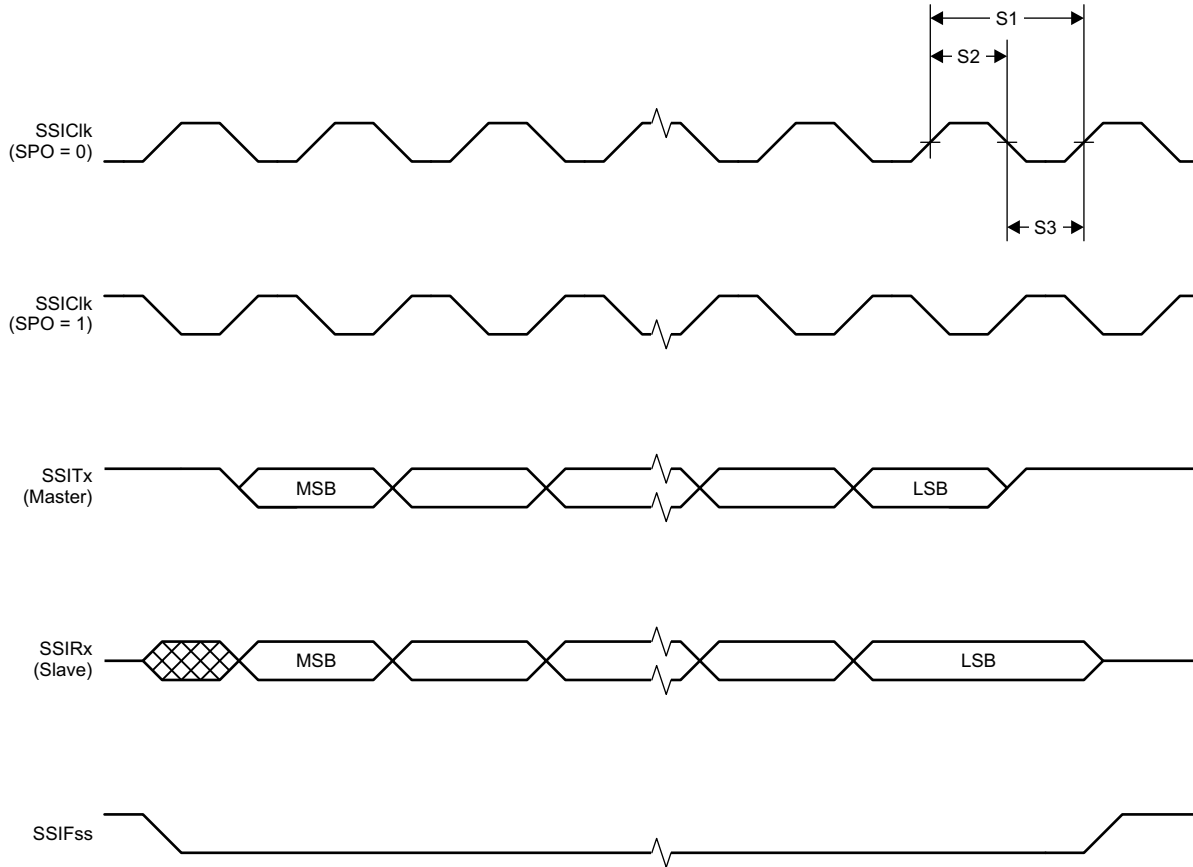 S1
S2
SSIClk
(SPO = 0)
S3
SSIClk
(SPO = 1)
SSITx
(Master)
MSB
LSB
SSIRx
(Slave)
MSB
LSB
SSIFss